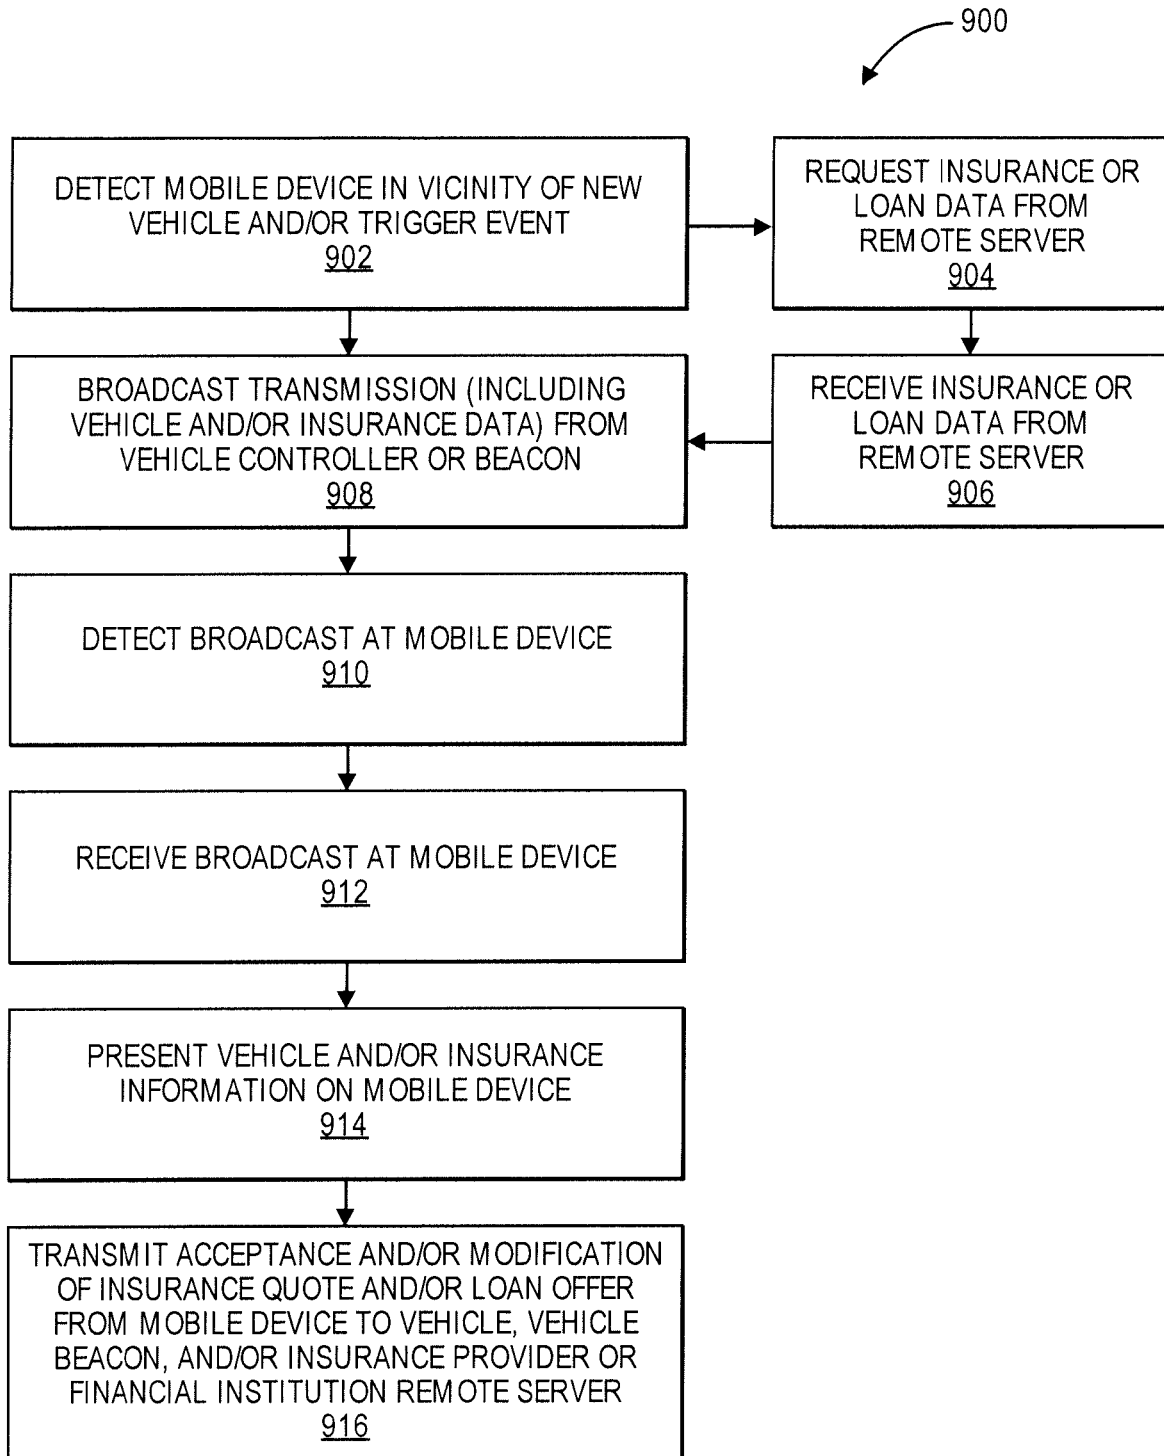 900
DETECT MOBILE DEVICE IN VICINITY OF NEW
VEHICLE AND/OR TRIGGER EVENT
902
REQUEST INSURANCE OR
LOAN DATA FROM
REMOTE SERVER
904
BROADCAST TRANSMISSION (INCLUDING
VEHICLE AND/OR INSURANCE DATA) FROM
VEHICLE CONTROLLER OR BEACON
908
RECEIVE INSURANCE OR
LOAN DATA FROM
REMOTE SERVER
906
DETECT BROADCAST AT MOBILE DEVICE
910
RECEIVE BROADCAST AT MOBILE DEVICE
912
PRESENT VEHICLE AND/OR INSURANCE
INFORMATION ON MOBILE DEVICE
914
TRANSMIT ACCEPTANCE AND/OR MODIFICATION
OF INSURANCE QUOTE AND/OR LOAN OFFER
FROM MOBILE DEVICE TO VEHICLE, VEHICLE
BEACON, AND/OR INSURANCE PROVIDER OR
FINANCIAL INSTITUTION REMOTE SERVER
916